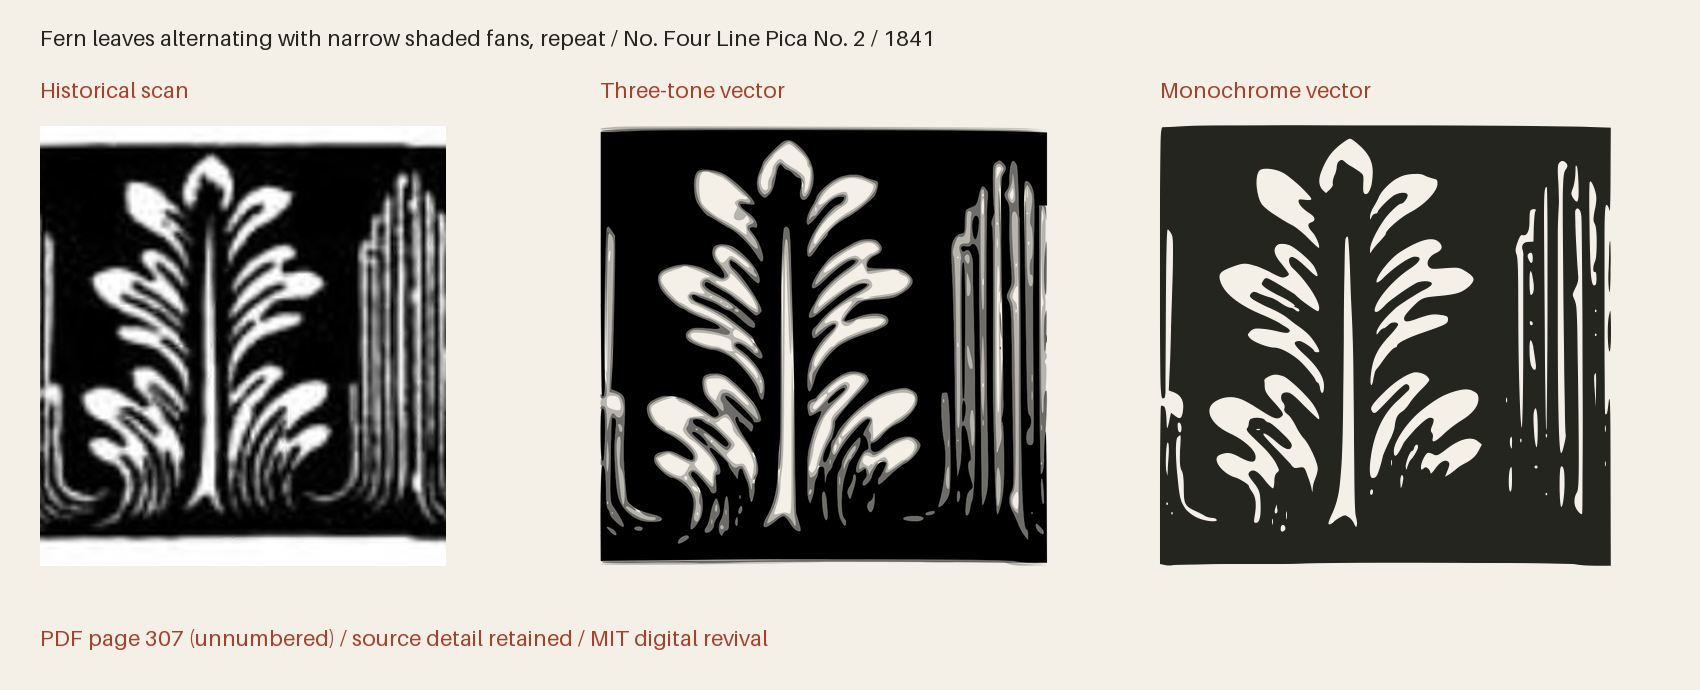 Fern leaves alternating with narrow shaded fans, repeat / No. Four Line Pica No. 2 / 1841
Historical scan
Three-tone vector
Monochrome vector
PDF page 307 (unnumbered) / source detail retained / MIT digital revival